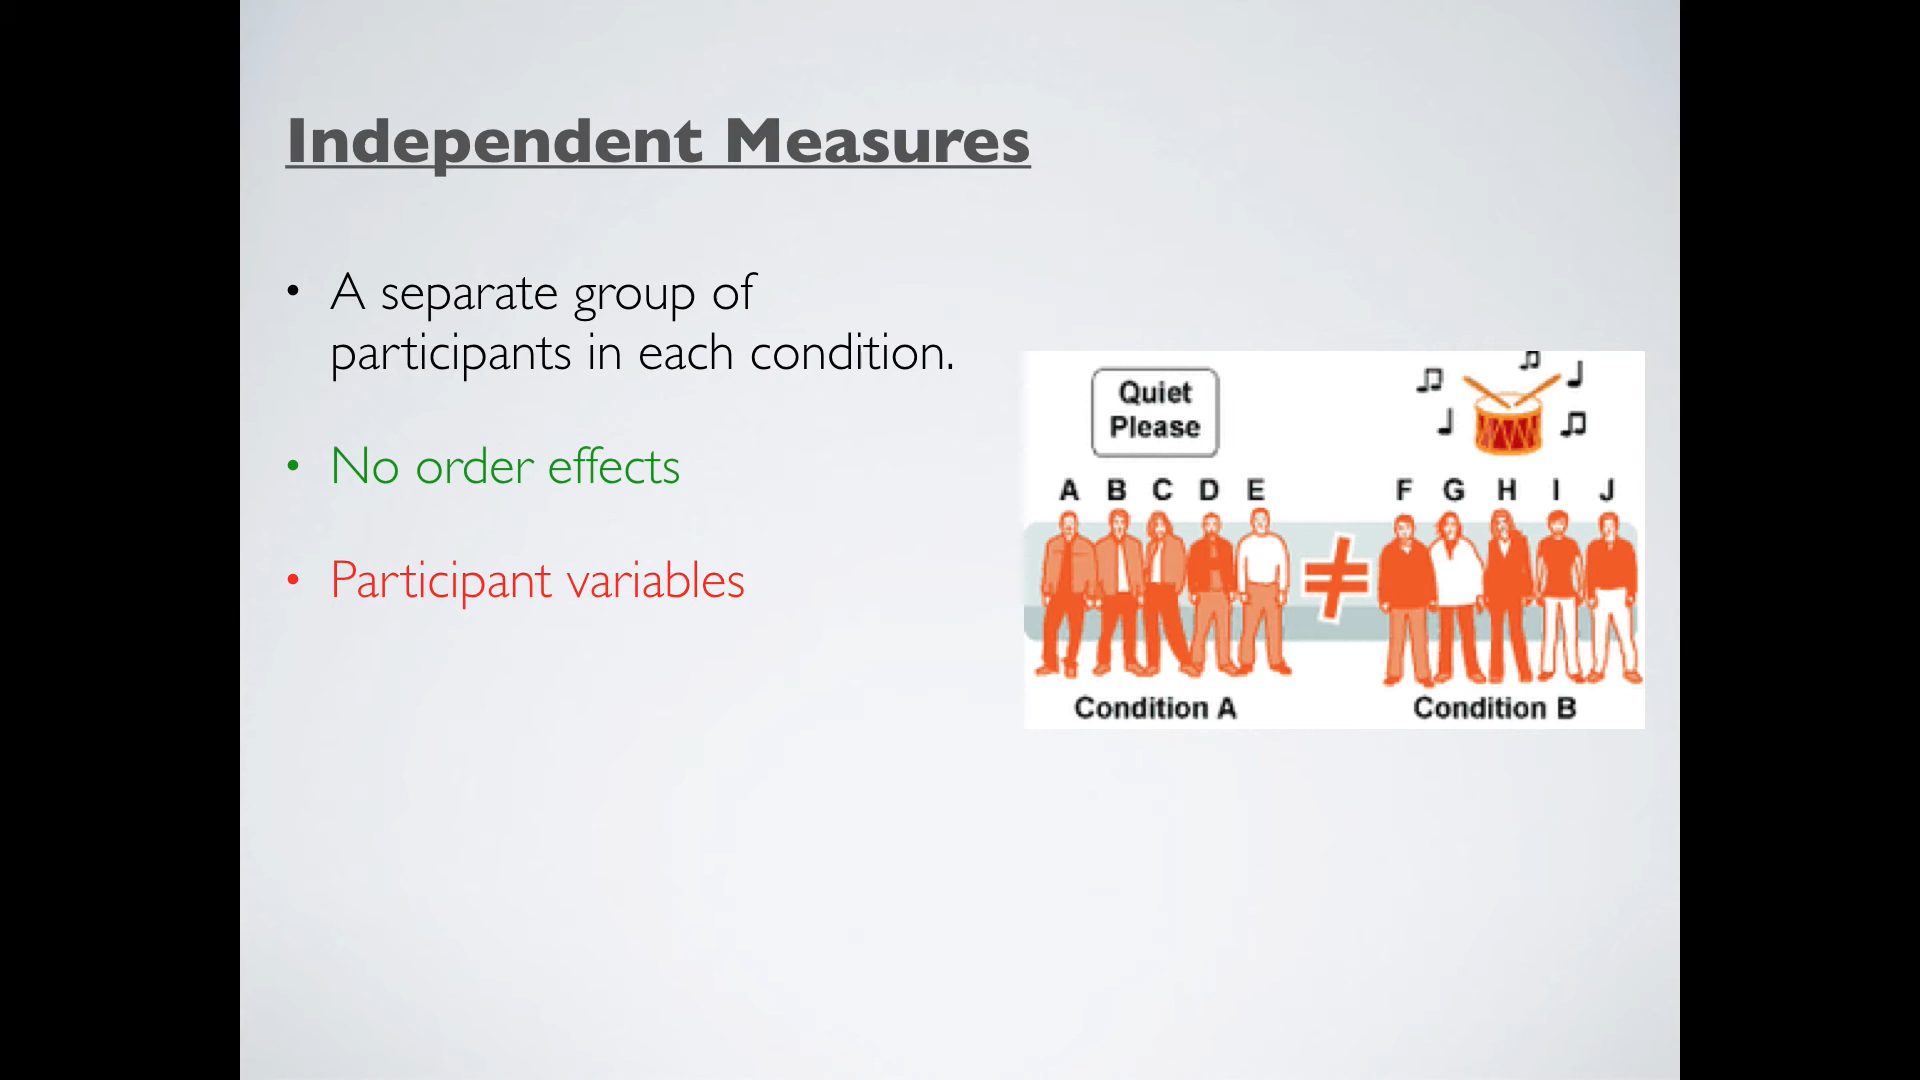 Independent Measures
• A separate group of
participants in each condition.
• No order effects
• Participant variables
Quiet
Please
A B C D E
F G H I J
≠
Condition A
Condition B